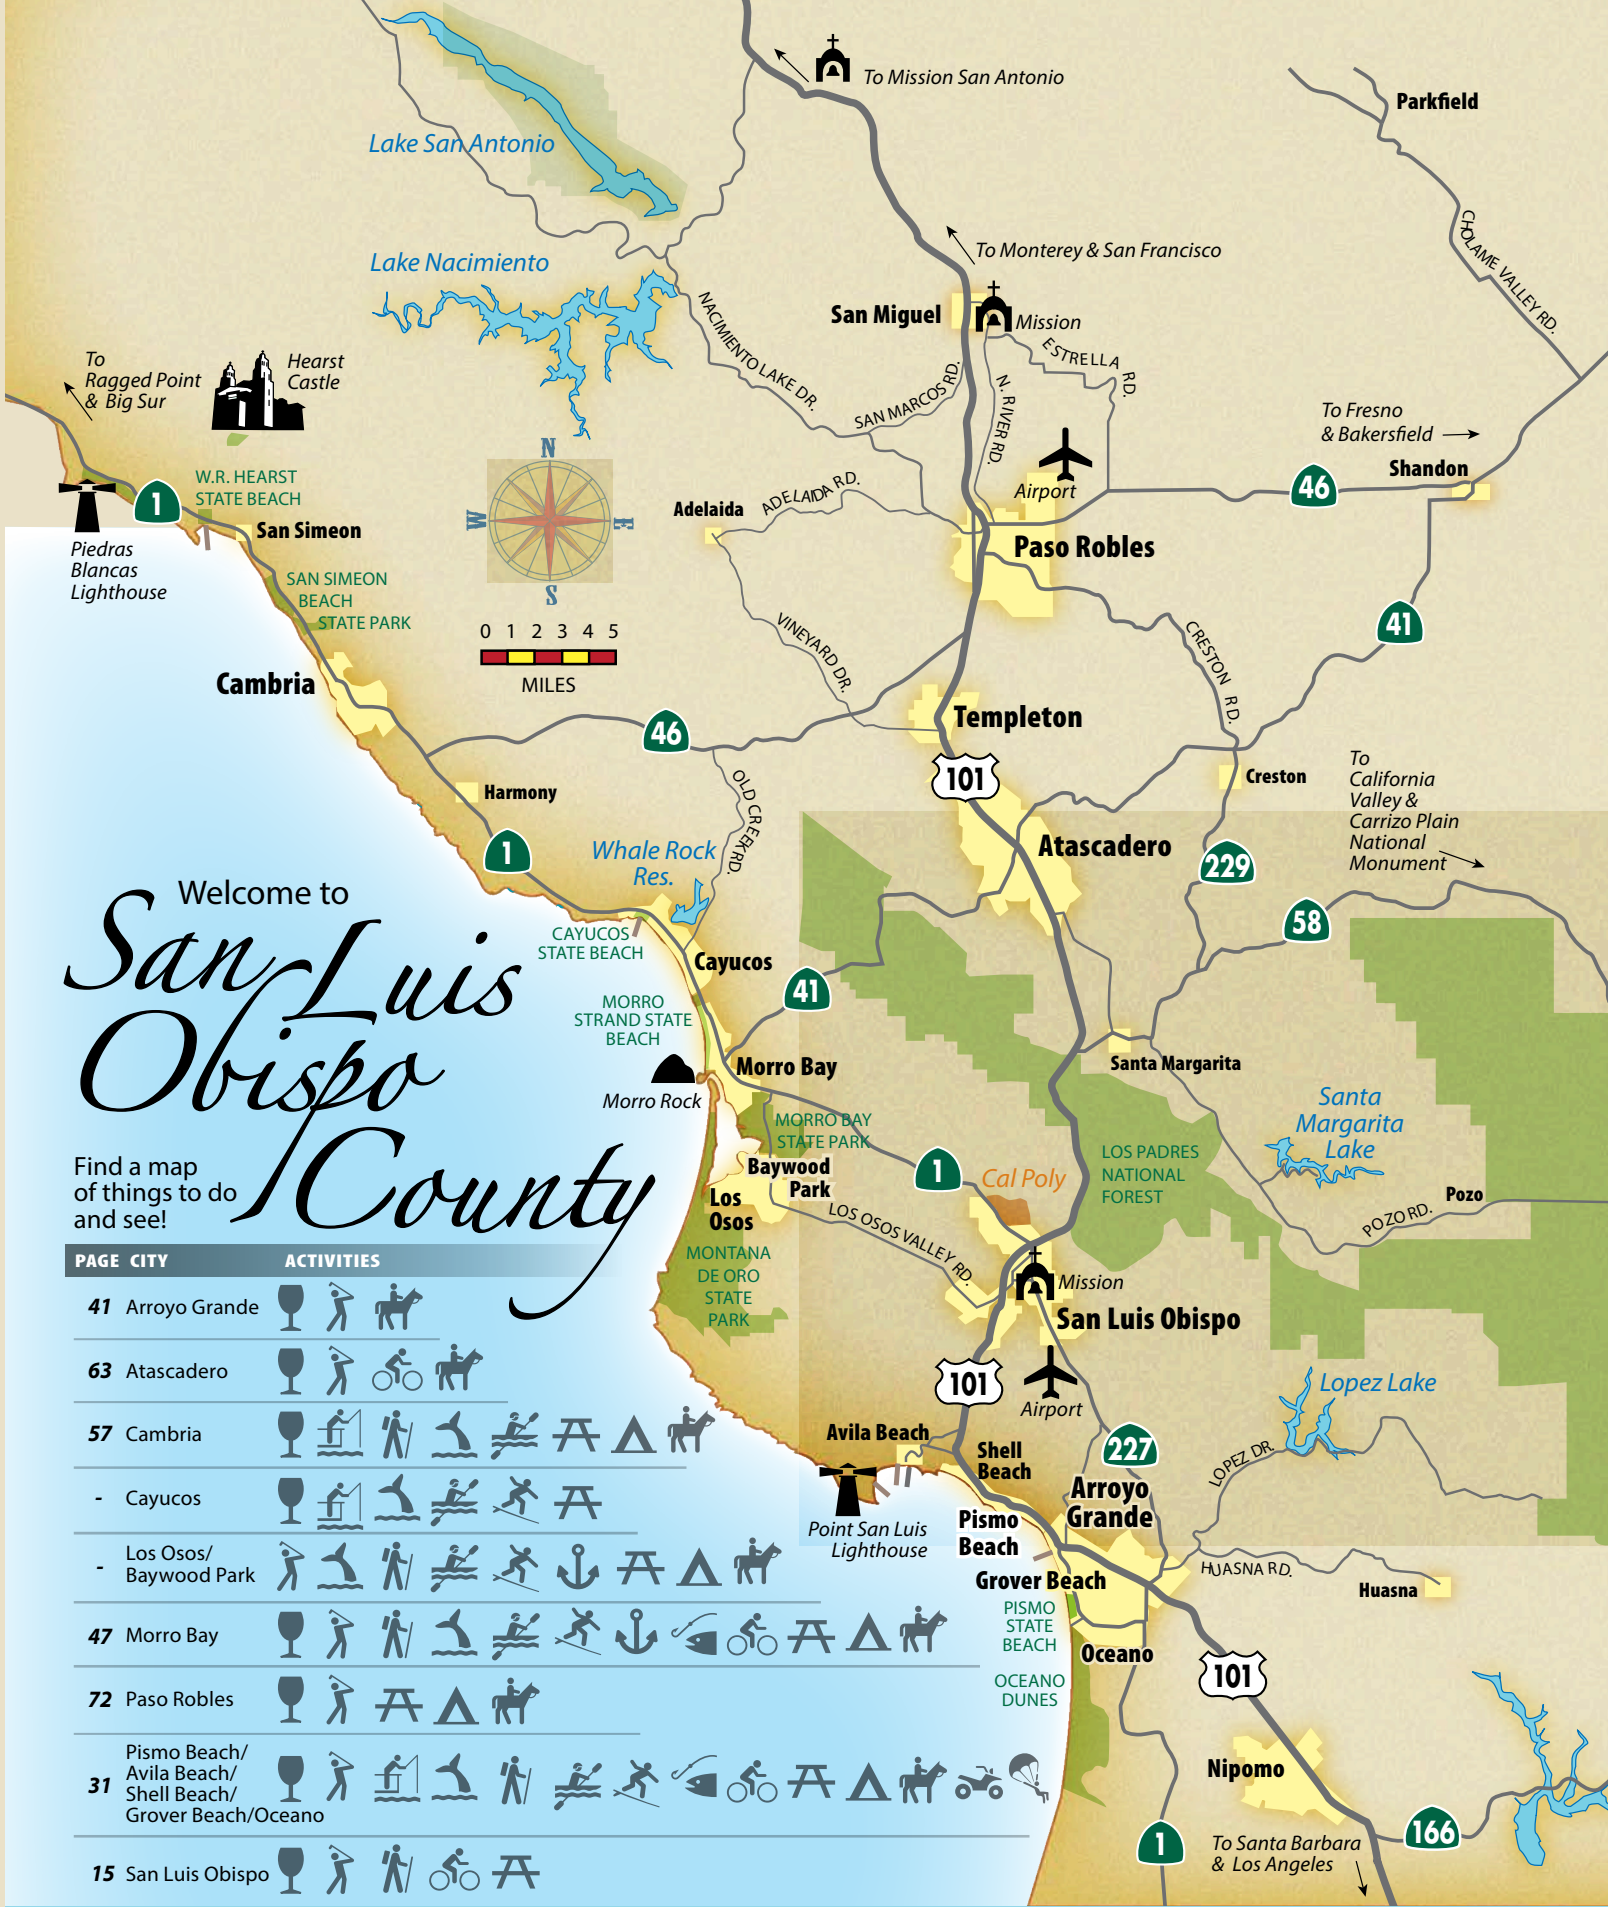 To Mission San Antonio
Parkfield
Lake San Antonio
CHOLAME VALLEY RD.
To Monterey & San Francisco
Lake Nacimiento
San Miguel
Mission
NACIMIENTO LAKE DR.
ESTRELLA RD.
SAN MARCOS RD.
N. RIVER RD.
To
Ragged Point
& Big Sur
Hearst
Castle
To Fresno
& Bakersfield
Shandon
W.R. HEARST
STATE BEACH
1
San Simeon
Piedras
Blancas
Lighthouse
N
W
E
S
Adelaida
ADELAIDA RD.
Airport
46
Paso Robles
SAN SIMEON
BEACH
STATE PARK
0 1 2 3 4 5
MILES
41
VINEYARD DR.
CRESTON RD.
Cambria
46
Templeton
101
Harmony
Creston
To
California
Valley &
Carrizo Plain
National
Monument
OLD CREEK RD.
1
Whale Rock
Res.
Atascadero
229
58
Welcome to
San Luis
Obispo
County
CAYUCOS
STATE BEACH
Cayucos
41
MORRO
STRAND STATE
BEACH
Morro Bay
Morro Rock
Santa Margarita
Santa
Margarita
Lake
MORRO BAY
STATE PARK
LOS PADRES
NATIONAL
FOREST
1
Cal Poly
Baywood
Park
Los
Osos
Pozo
POZO RD.
LOS OSOS VALLEY RD.
MONTANA
DE ORO
STATE
PARK
Mission
San Luis Obispo
101
Airport
Lopez Lake
Avila Beach
Shell
Beach
227
LOPEZ DR.
Arroyo
Grande
Point San Luis
Lighthouse
Pismo
Beach
Grover Beach
HUASNA RD.
Huasna
PISMO
STATE
BEACH
Oceano
OCEANO
DUNES
101
Nipomo
1
To Santa Barbara
& Los Angeles
166
Find a map
of things to do
and see!
PAGE CITY ACTIVITIES
41 Arroyo Grande
63 Atascadero
57 Cambria
- Cayucos
- Los Osos/
Baywood Park
47 Morro Bay
72 Paso Robles
31 Pismo Beach/
Avila Beach/
Shell Beach/
Grover Beach/Oceano
15 San Luis Obispo